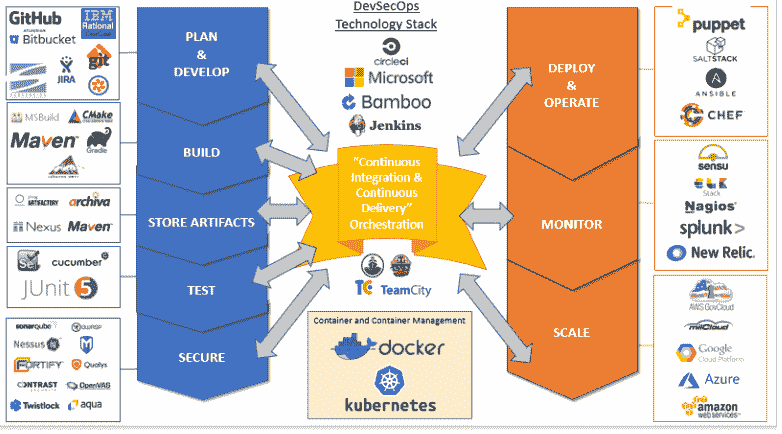 DevSecOps
Technology Stack
circleci
Microsoft
Bamboo
Jenkins
"Continuous
Integration &
Continuous
Delivery"
Orchestration
TC TeamCity
Container and Container Management
docker
kubernetes
GitHub
IBM
Rational
Bitbucket
git
JIRA
PLAN
&
DEVELOP
MSBuild
CMake
Maven
Gradle
BUILD
ARTIFACTORY
archiva
Nexus
Maven
STORE ARTIFACTS
Se
cucumber
JUnit 5
TEST
sonarqube
OWASP
Nessus
FORTIFY
Qualys
CONTRAST
OpenVAS
Twistlock
aqua
SECURE
DEPLOY
&
OPERATE
puppet
SALTSTACK
ANSIBLE
CHEF
MONITOR
sensu
Stack
Nagios
splunk>
New Relic.
SCALE
AWS GovCloud
milCloud
Google
Cloud Platform
Azure
amazon
webservices